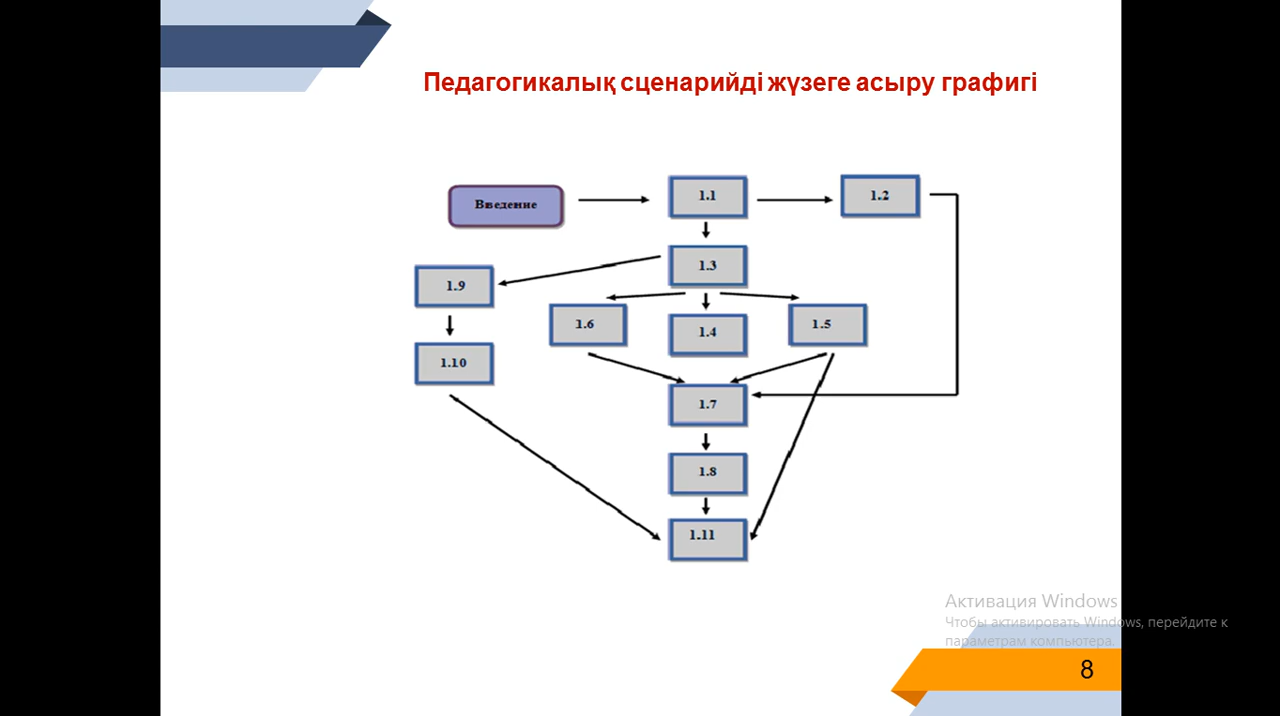 Педагогикалық сценарийді жүзеге асыру графигі
Введение
1.1
1.2
1.3
1.9
1.6
1.4
1.5
1.10
1.7
1.8
1.11
Активация Windows
Чтобы активировать Windows, перейдите к
параметрам компьютера.
8